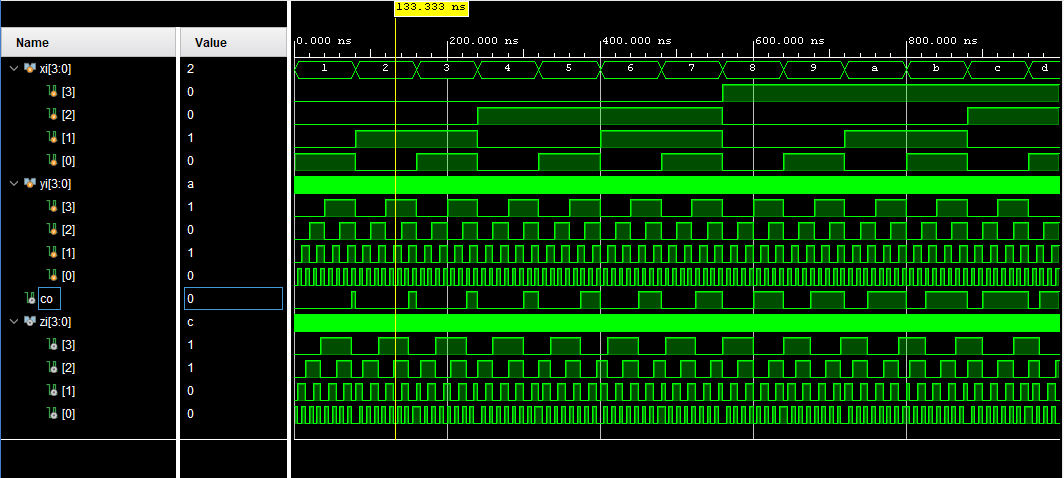 133.333 ns
Name Value
0.000 ns 200.000 ns 400.000 ns 600.000 ns 800.000 ns
xi[3:0] 2 1 2 3 4 5 6 7 8 9 a b c d
[3] 0
[2] 0
[1] 1
[0] 0
yi[3:0] a
[3] 1
[2] 0
[1] 1
[0] 0
co 0
zi[3:0] c
[3] 1
[2] 1
[1] 0
[0] 0